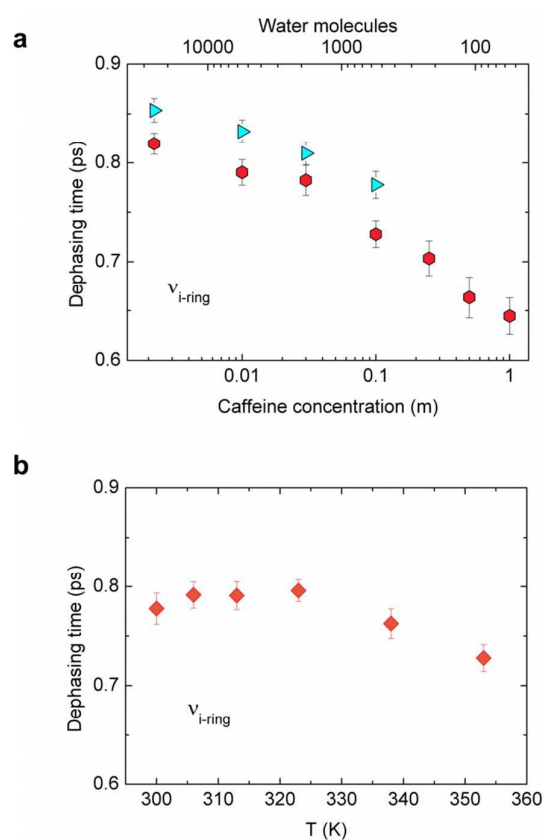 a
Water molecules
10000 1000 100
0.9
0.8
0.7
0.6
Dephasing time (ps)
νi-ring
0.01 0.1 1
Caffeine concentration (m)
b
0.9
0.8
0.7
0.6
Dephasing time (ps)
νi-ring
300 310 320 330 340 350 360
T (K)